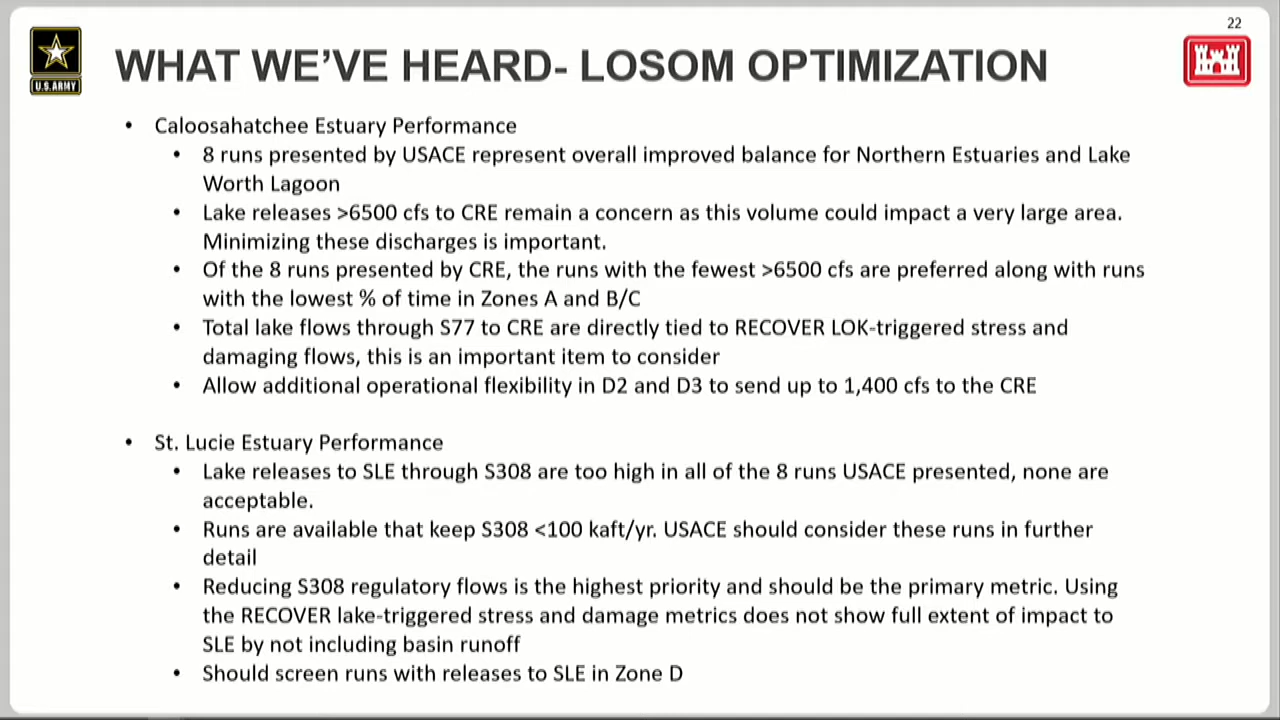 22
U.S.ARMY
WHAT WE'VE HEARD- LOSOM OPTIMIZATION
• Caloosahatchee Estuary Performance
• 8 runs presented by USACE represent overall improved balance for Northern Estuaries and Lake
Worth Lagoon
• Lake releases >6500 cfs to CRE remain a concern as this volume could impact a very large area.
Minimizing these discharges is important.
• Of the 8 runs presented by CRE, the runs with the fewest >6500 cfs are preferred along with runs
with the lowest % of time in Zones A and B/C
• Total lake flows through S77 to CRE are directly tied to RECOVER LOK-triggered stress and
damaging flows, this is an important item to consider
• Allow additional operational flexibility in D2 and D3 to send up to 1,400 cfs to the CRE
• St. Lucie Estuary Performance
• Lake releases to SLE through S308 are too high in all of the 8 runs USACE presented, none are
acceptable.
• Runs are available that keep S308 <100 kaft/yr. USACE should consider these runs in further
detail
• Reducing S308 regulatory flows is the highest priority and should be the primary metric. Using
the RECOVER lake-triggered stress and damage metrics does not show full extent of impact to
SLE by not including basin runoff
• Should screen runs with releases to SLE in Zone D